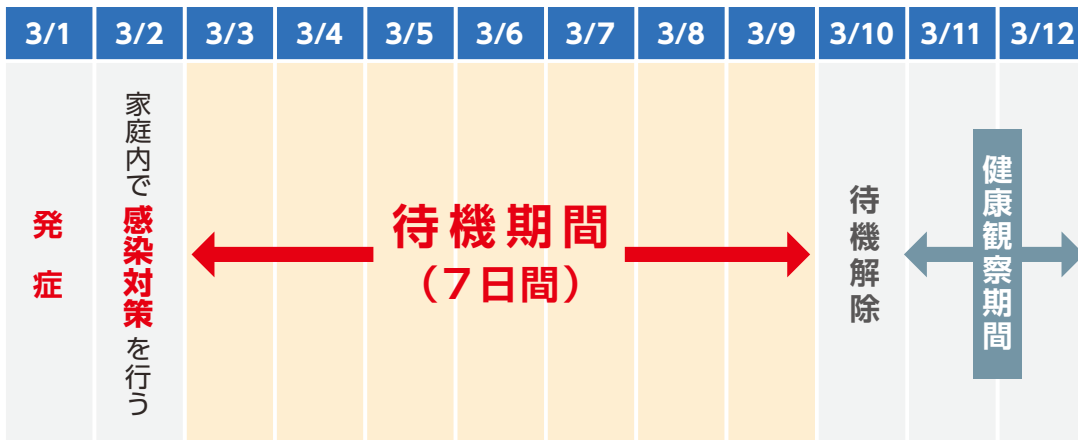 3/1 3/2 3/3 3/4 3/5 3/6 3/7 3/8 3/9 3/10 3/11 3/12
発症
家庭内で感染対策を行う
待機期間
（7日間）
待機解除
健康観察期間